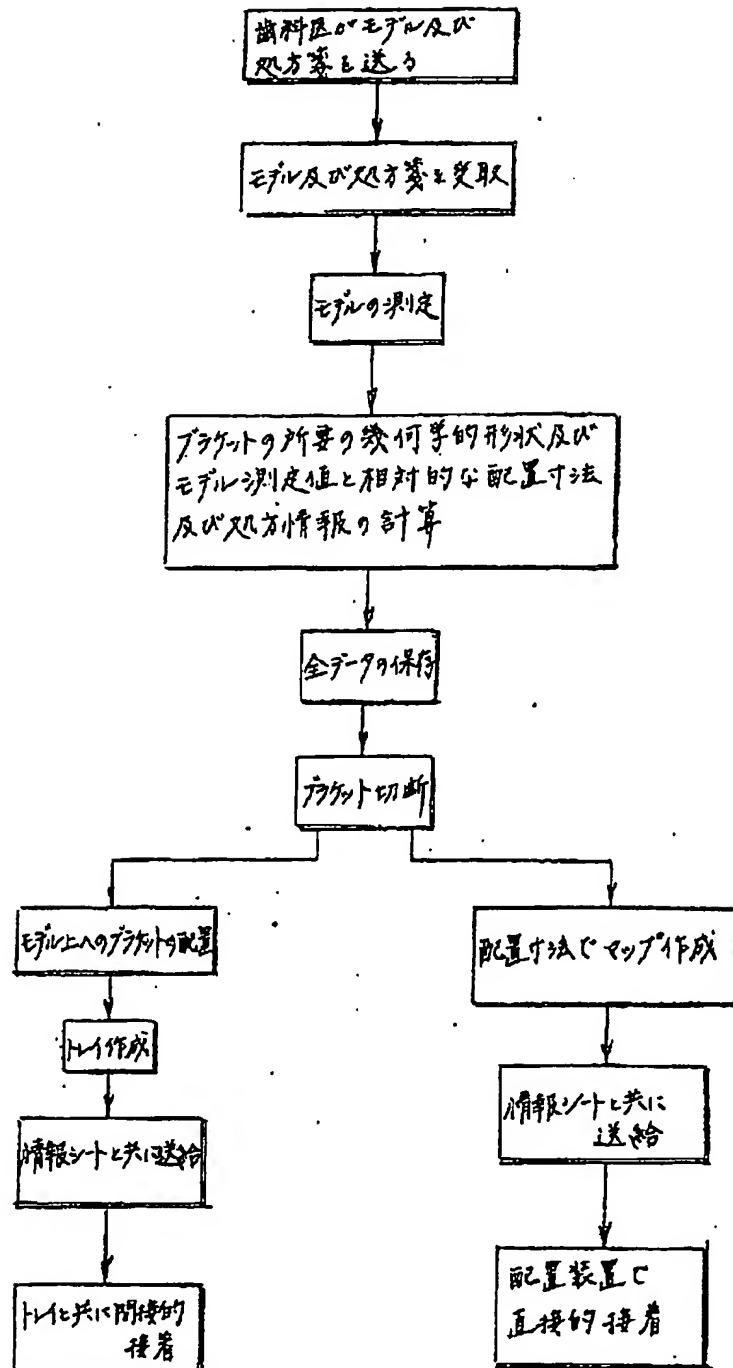 歯科医がモデル及び
処方箋を送る
モデル及び処方箋を受取
モデルの測定
ブラケットの所要の幾何学的形状及び
モデル測定値と相対的な配置寸法
及び処方情報の計算
全データの保存
ブラケット切断
モデル上へのブラケットの配置
配置寸法でマップ作成
トレイ作成
情報シートと共に
送給
情報シートと共に送給
配置装置で
直接的接着
トレイと共に間接的
接着